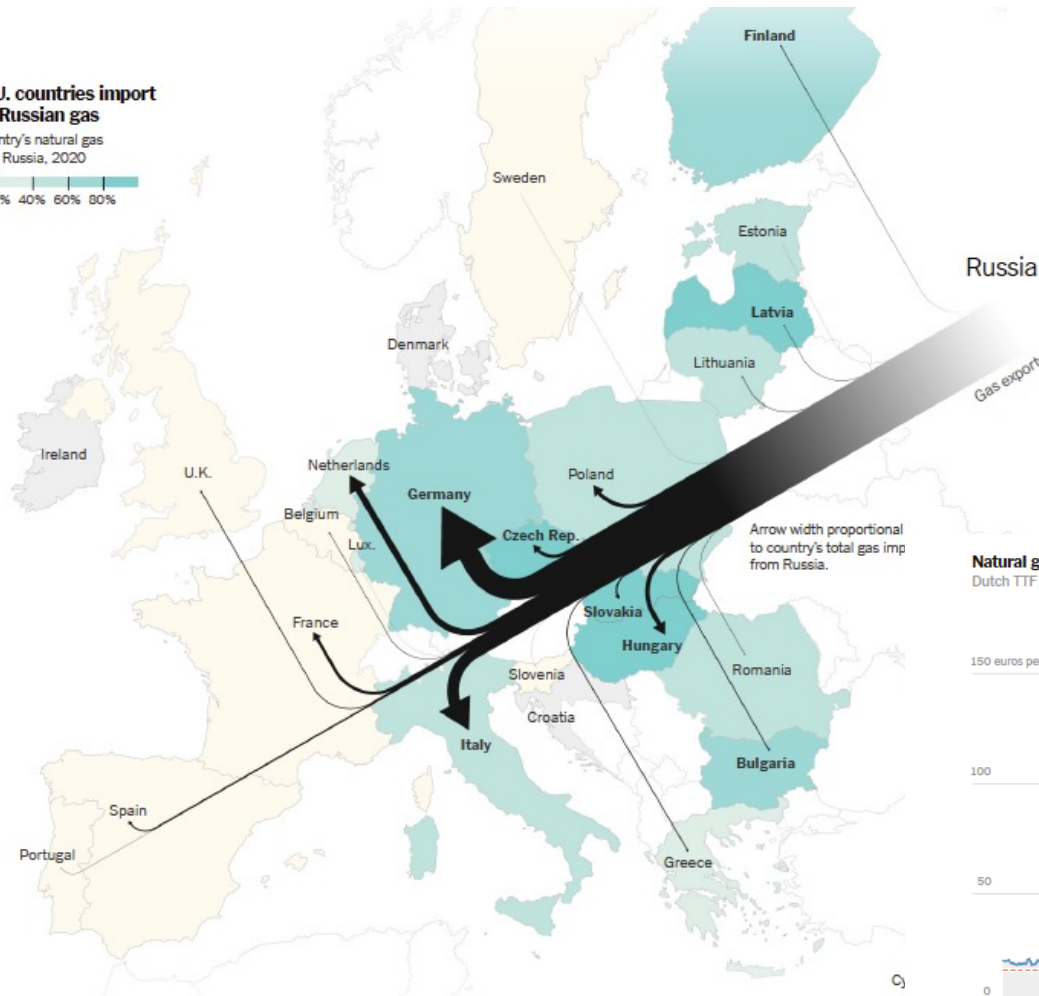 U. countries import
Russian gas
ntry's natural gas
Russia, 2020
% 40% 60% 80%
Finland
Sweden
Estonia
Russia
Latvia
Denmark
Lithuania
Gas exports
Ireland
U.K.
Netherlands
Germany
Poland
Belgium
Lux.
Czech Rep.
Arrow width proportional
to country's total gas imp
from Russia.
Natural g
Dutch TTF
Slovakia
France
Hungary
150 euros pe
Slovenia
Romania
Croatia
Italy
Bulgaria
100
Spain
Portugal
Greece
50
Cy
0